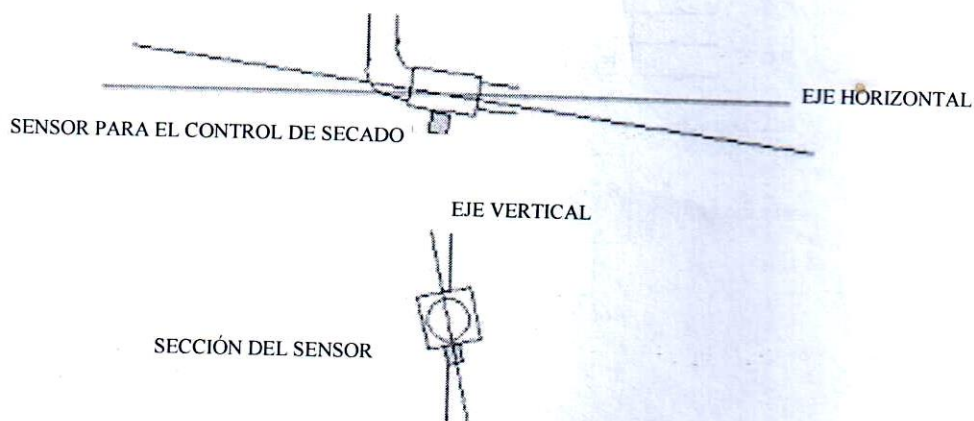 EJE HORIZONTAL
SENSOR PARA EL CONTROL DE SECADO
EJE VERTICAL
SECCIÓN DEL SENSOR